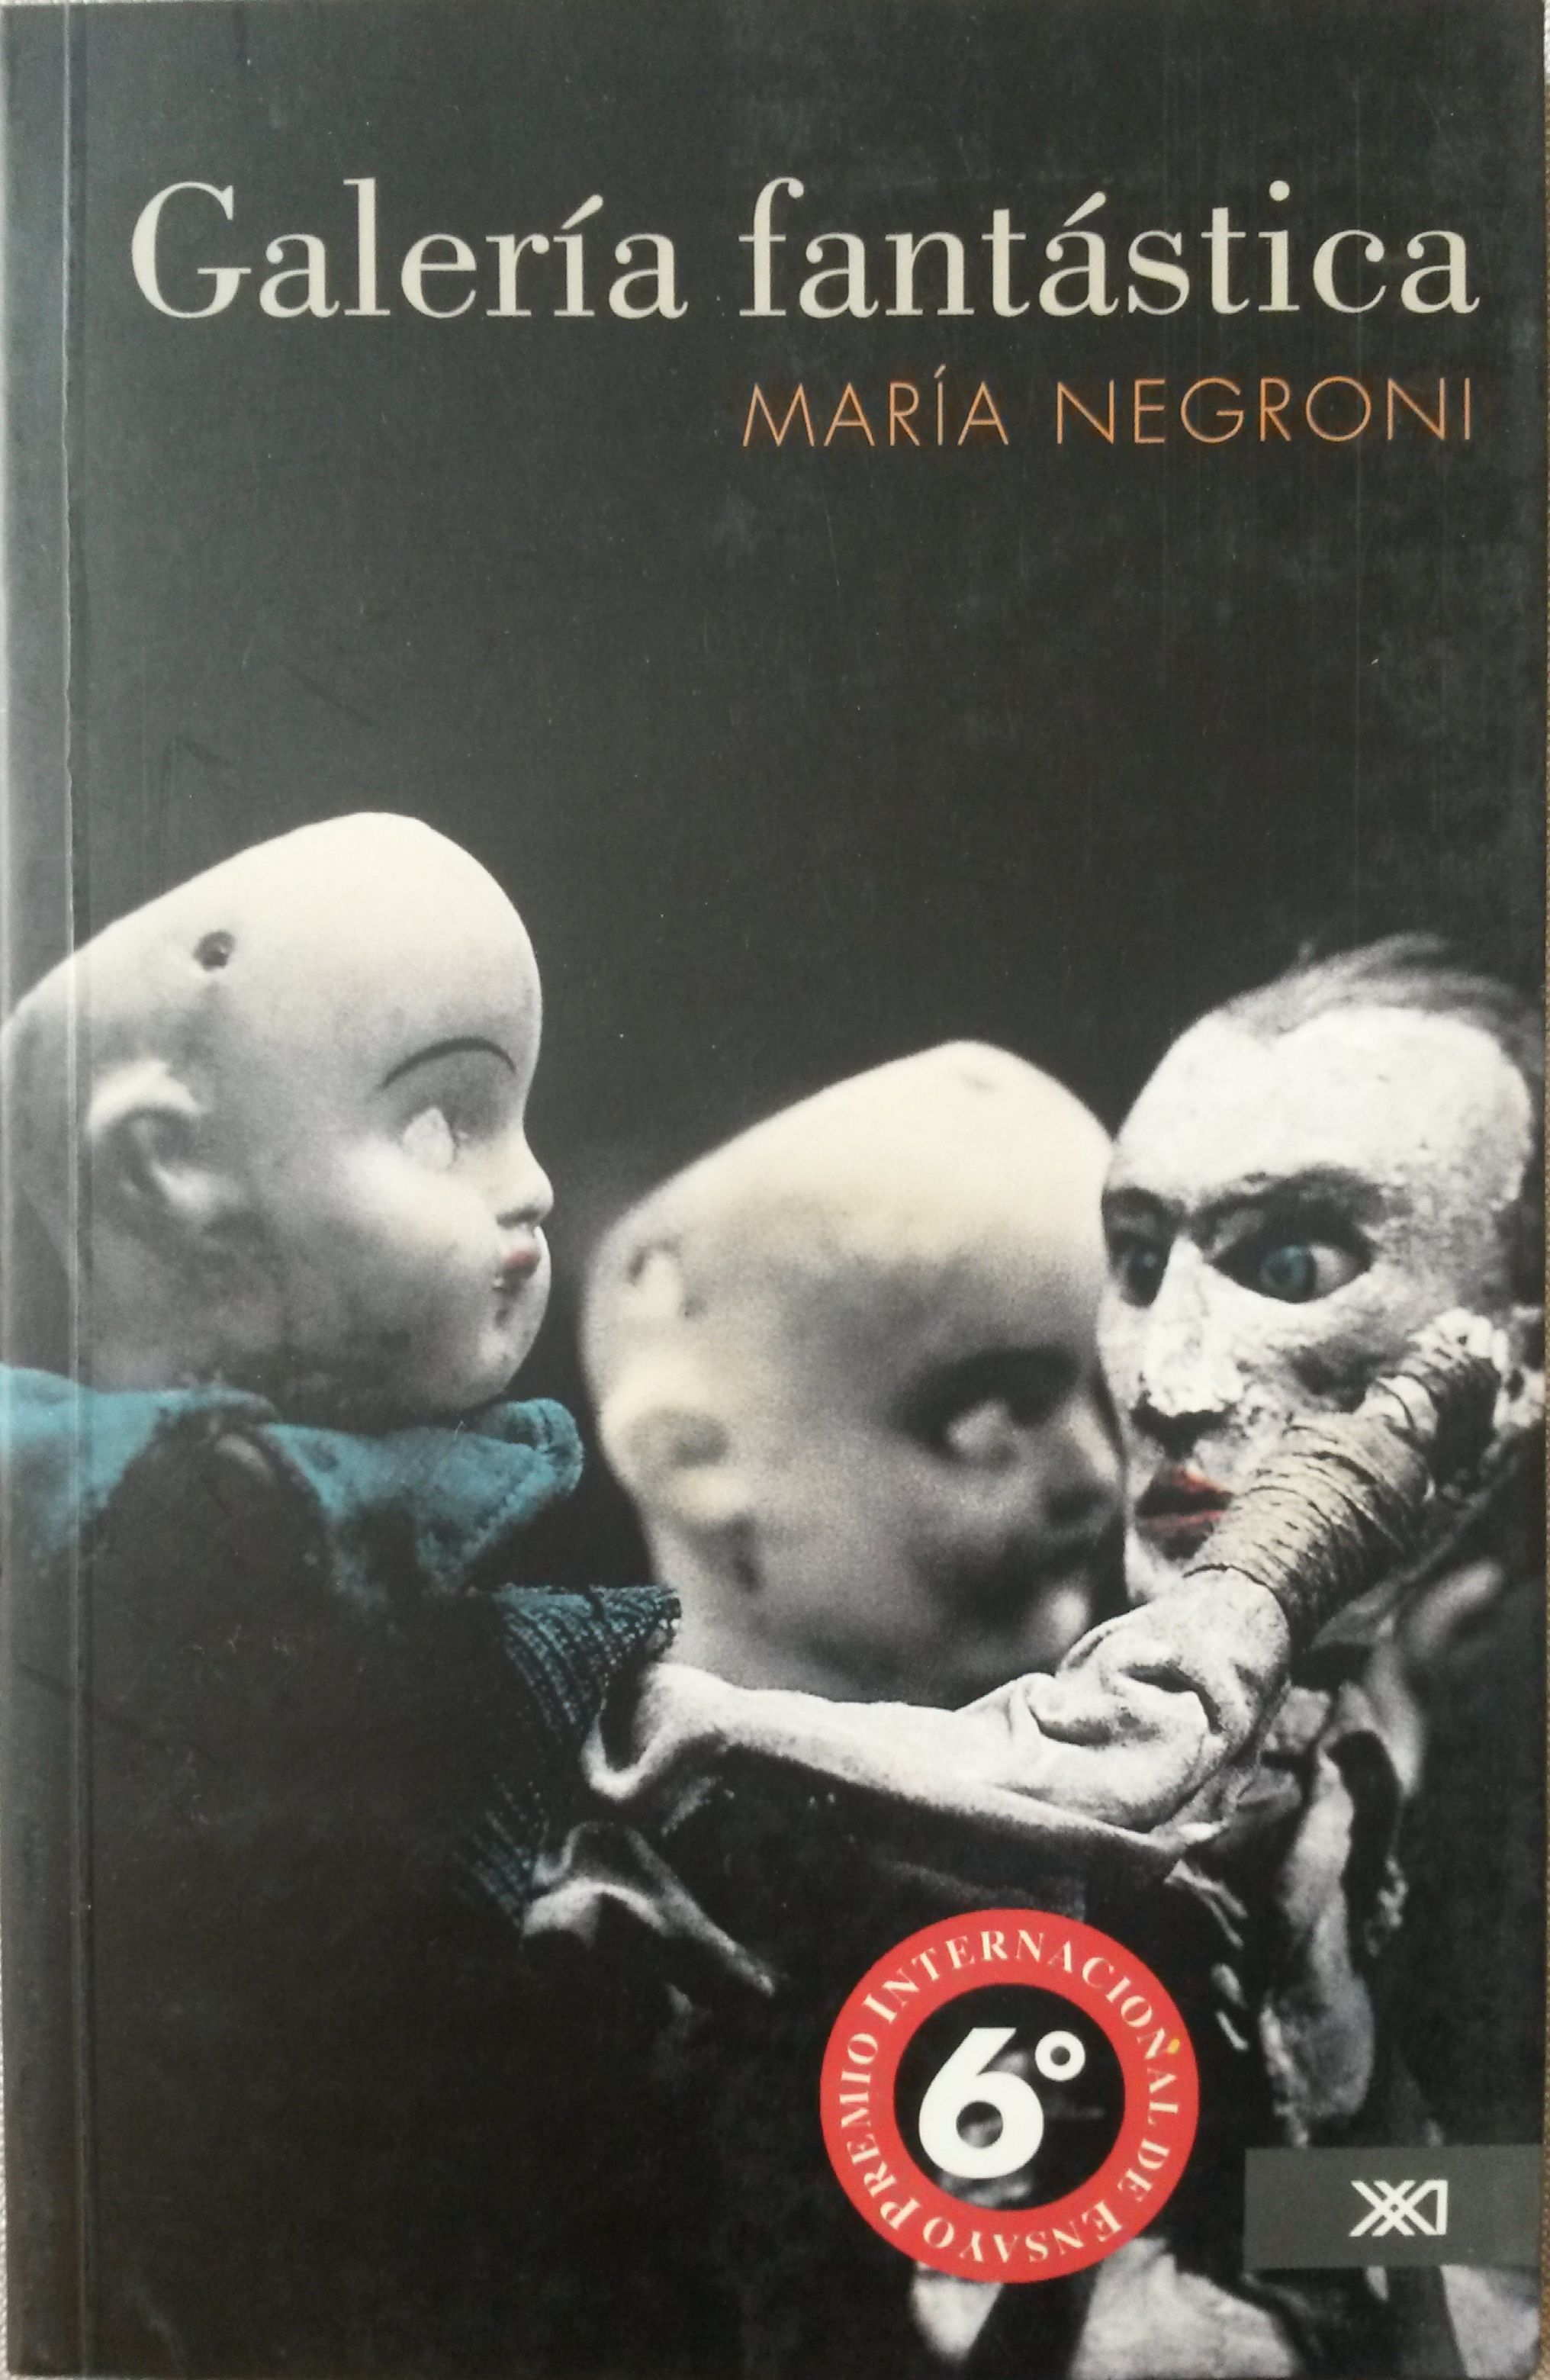 Galería fantástica
MARÍA NEGRONI
PREMIO INTERNACIONAL DE ENSAYO
6°
XXI